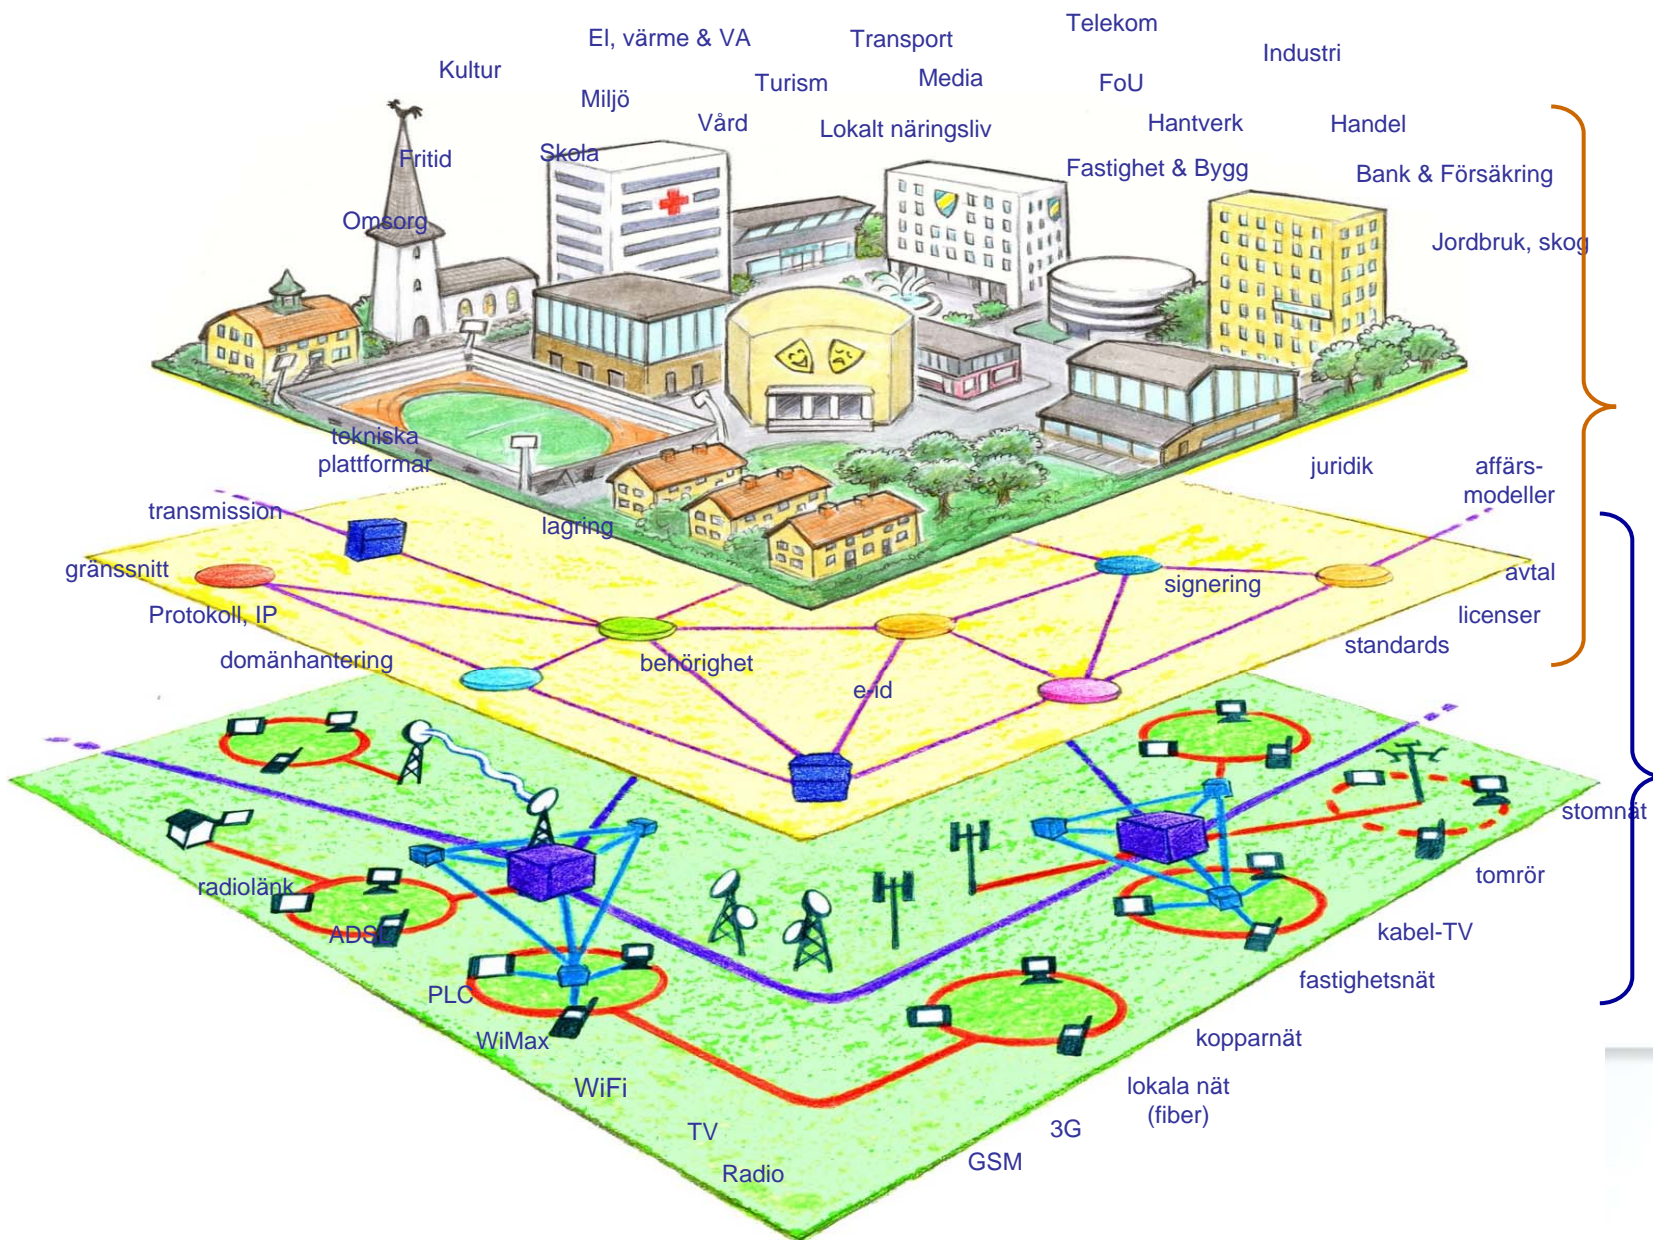 Telekom
El, värme & VA
Transport
Industri
Kultur
Turism
Media
FoU
Miljö
Vård
Lokalt näringsliv
Hantverk
Handel
Fritid
Skola
Fastighet & Bygg
Bank & Försäkring
Omsorg
Jordbruk, skog
tekniska
plattformar
juridik
affärs-
modeller
transmission
lagring
gränssnitt
signering
avtal
Protokoll, IP
licenser
domänhantering
behörighet
standards
e-id
stomnät
radiolänk
tomrör
ADSL
kabel-TV
PLC
fastighetsnät
WiMax
kopparnät
WiFi
lokala nät
(fiber)
TV
3G
Radio
GSM